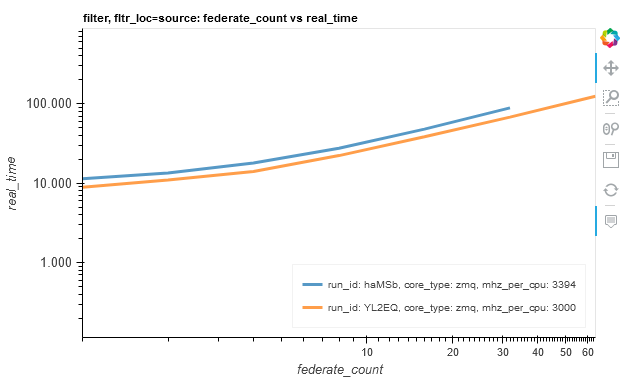 filter, fltr_loc=source: federate_count vs real_time
100.000
10.000
1.000
real_time
run_id: haMSb, core_type: zmq, mhz_per_cpu: 3394
run_id: YL2EQ, core_type: zmq, mhz_per_cpu: 3000
10 20 30 40 50 60
federate_count